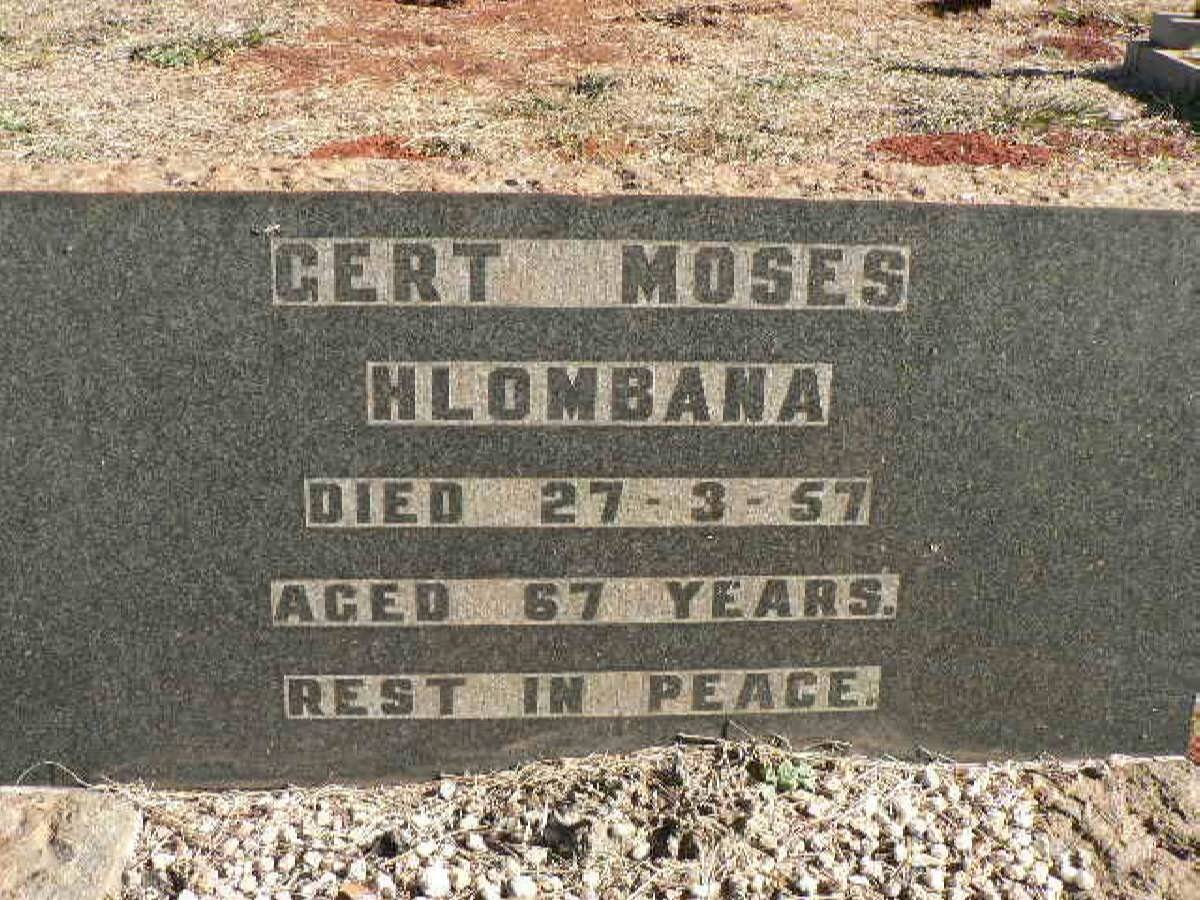 GERT MOSES
HLOMBANA
DIED 27-3-57
AGED 67 YEARS.
REST IN PEACE.